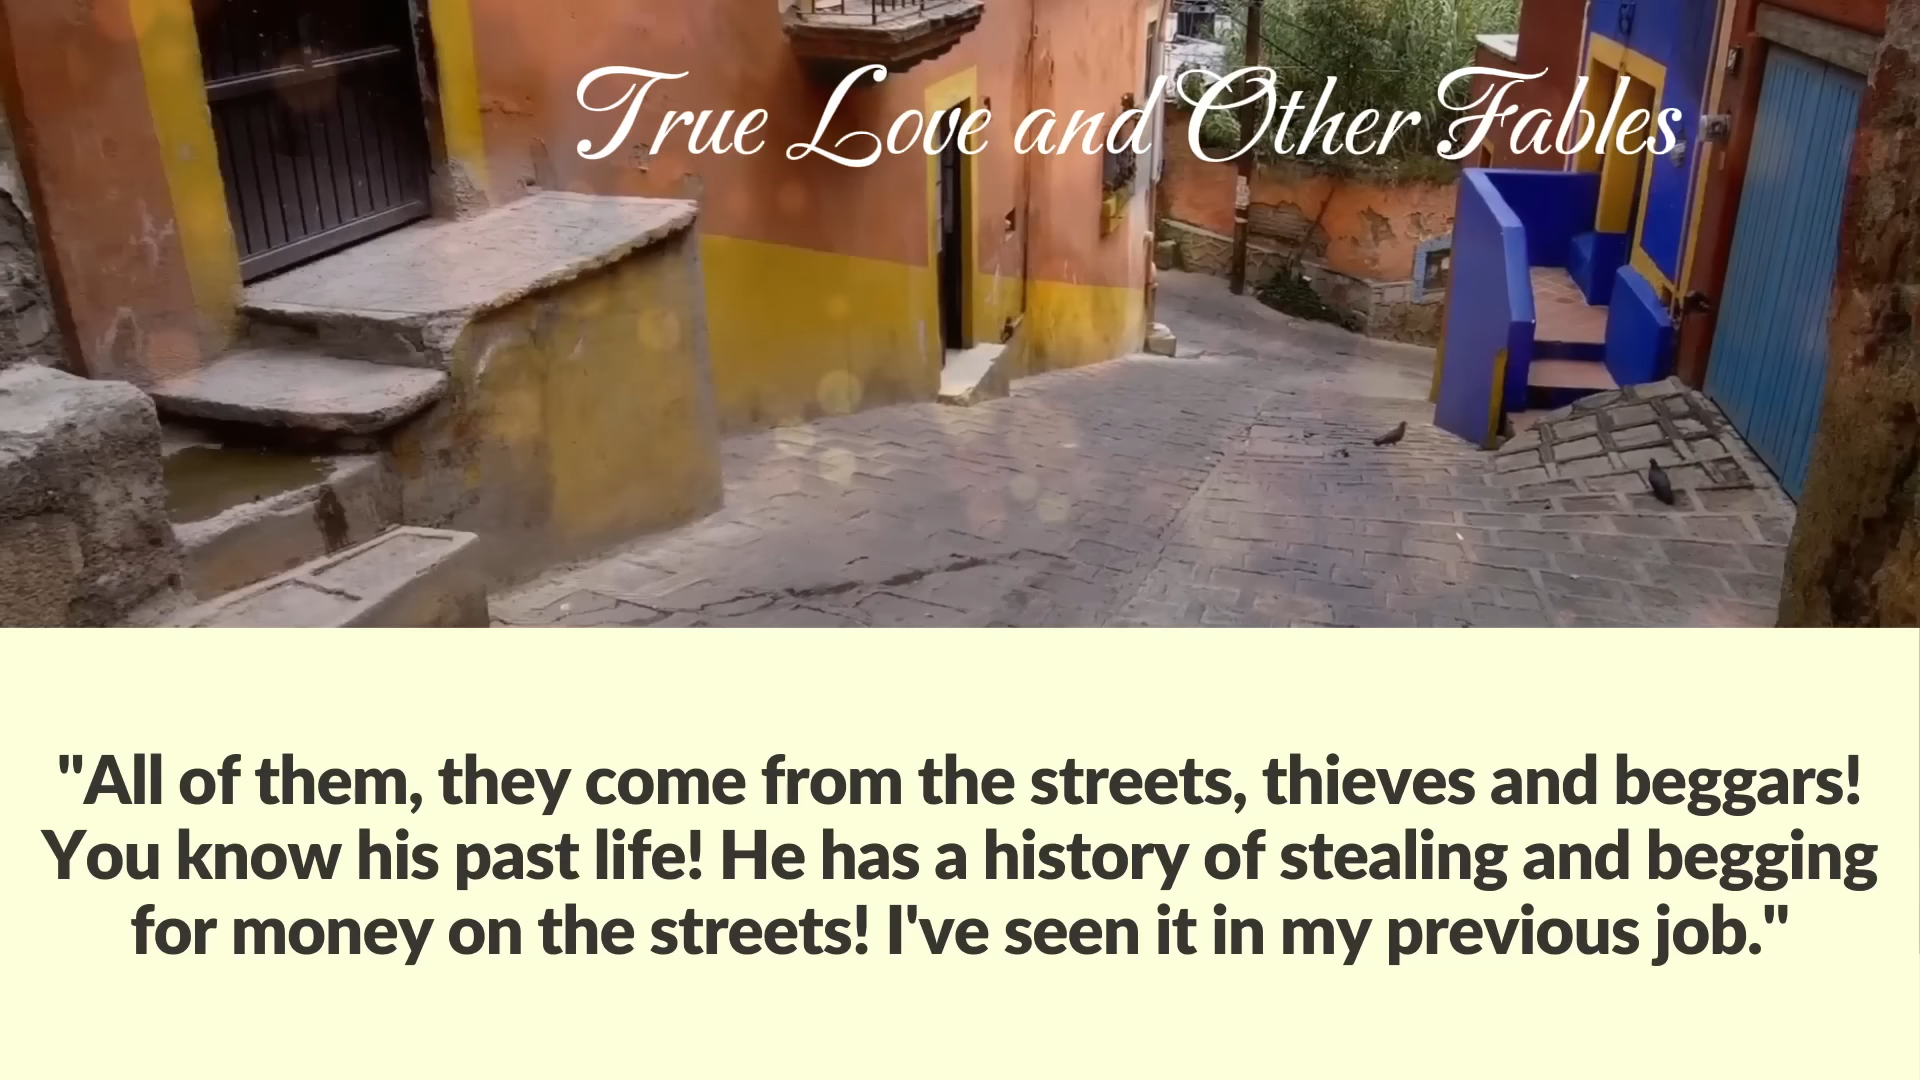 True Love and Other Fables
"All of them, they come from the streets, thieves and beggars!
You know his past life! He has a history of stealing and begging
for money on the streets! I've seen it in my previous job."